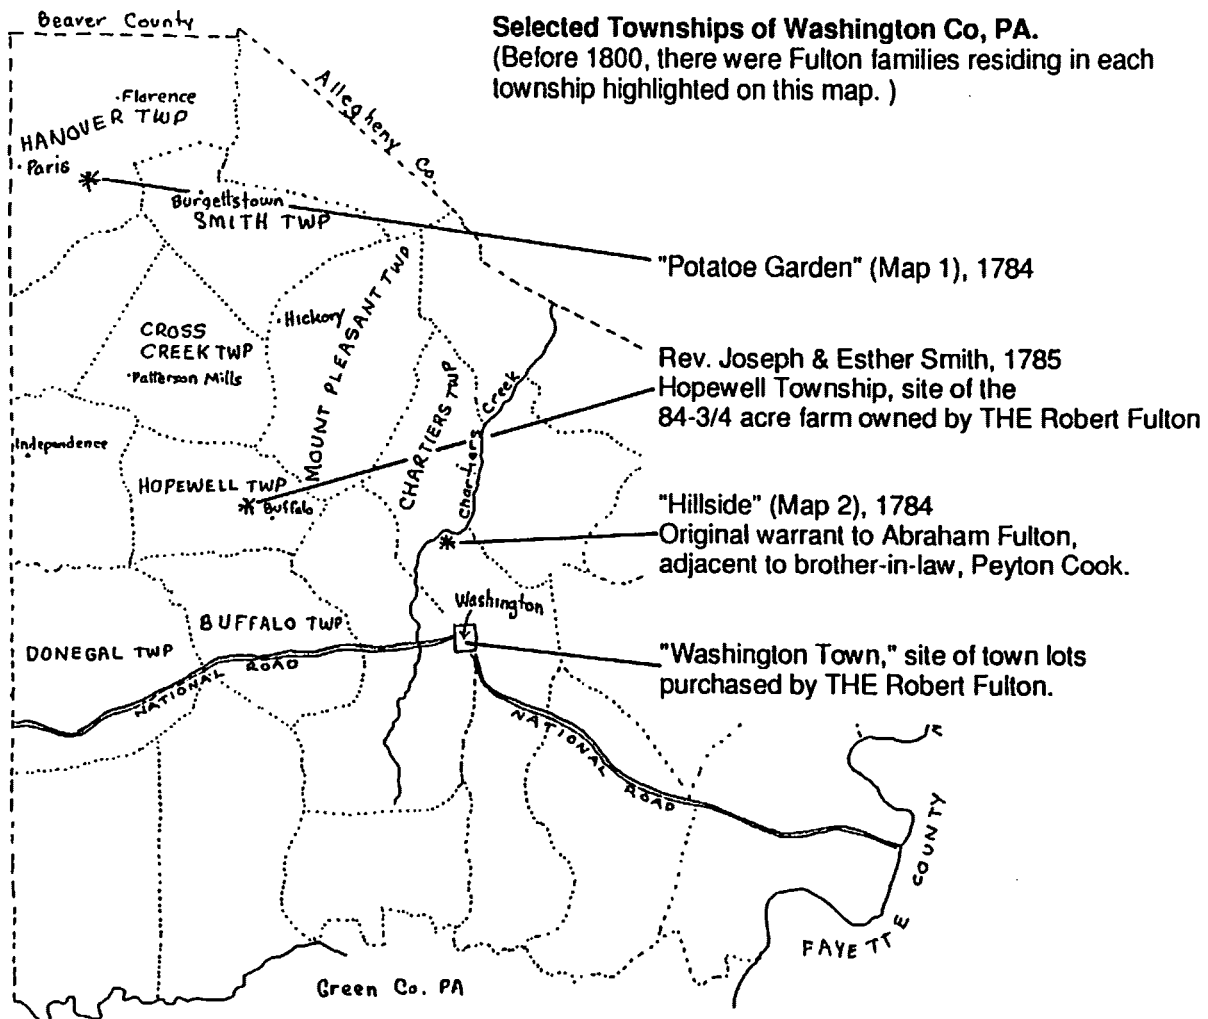 Beaver County
Selected Townships of Washington Co, PA.
(Before 1800, there were Fulton families residing in each
township highlighted on this map. )
Allegheny Co.
Florence
HANOVER TWP
Paris
Burgettstown
SMITH TWP
"Potatoe Garden" (Map 1), 1784
Hickory
MOUNT PLEASANT TWP
CROSS
CREEK TWP
Patterson Mills
CHARTIERS TWP
Chartiers Creek
Rev. Joseph & Esther Smith, 1785
Hopewell Township, site of the
84-3/4 acre farm owned by THE Robert Fulton
Independence
HOPEWELL TWP
Buffalo
"Hillside" (Map 2), 1784
Original warrant to Abraham Fulton,
adjacent to brother-in-law, Peyton Cook.
Washington
BUFFALO TWP
DONEGAL TWP
NATIONAL ROAD
"Washington Town," site of town lots
purchased by THE Robert Fulton.
NATIONAL ROAD
FAYETTE COUNTY
Green Co. PA